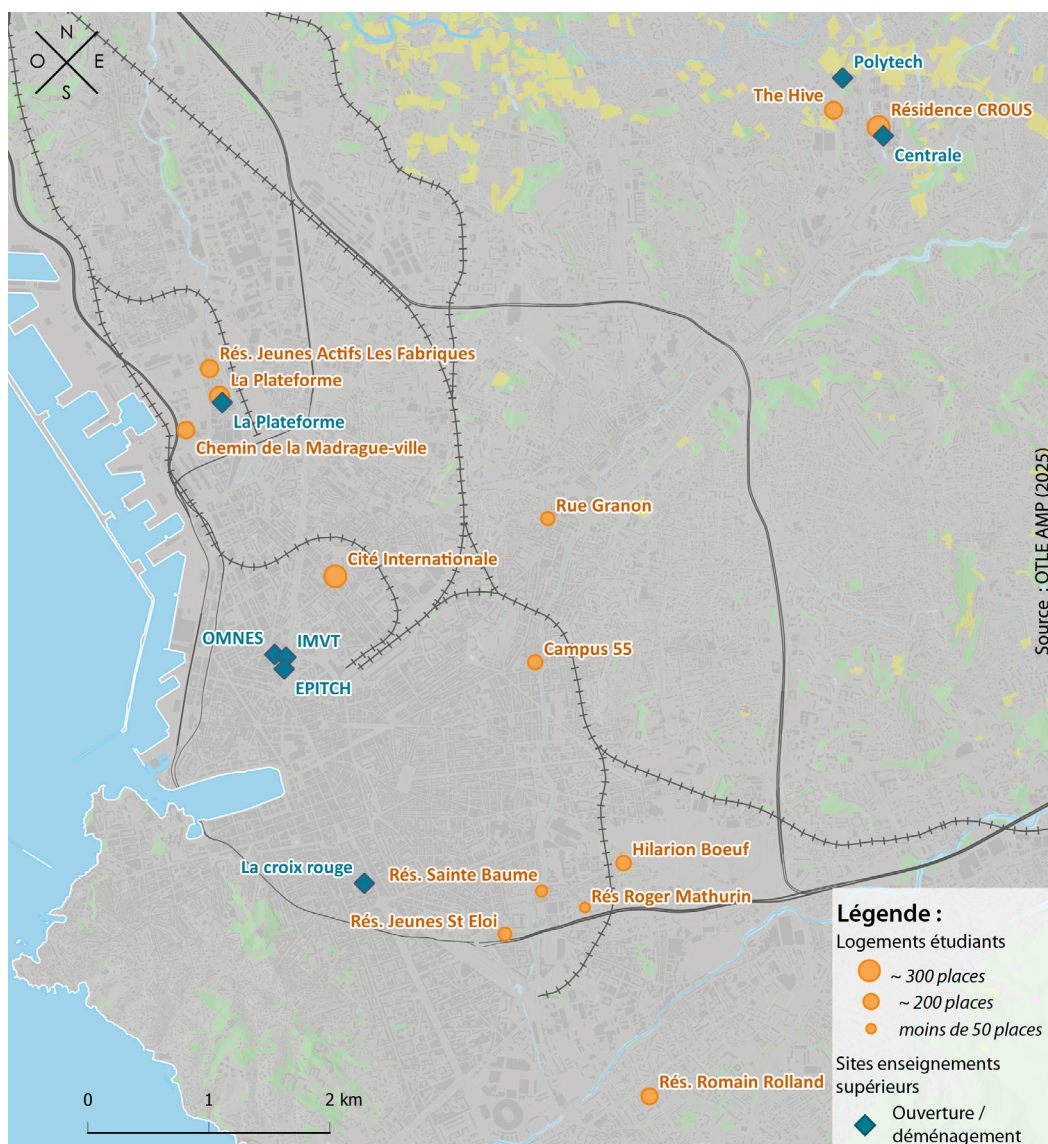 N
O
E
S
Polytech
The Hive
Résidence CROUS
Centrale
Rés. Jeunes Actifs Les Fabriques
La Plateforme
La Plateforme
Chemin de la Madrague-ville
Rue Granon
Cité Internationale
OMNES
IMVT
EPITCH
Campus 55
Source : OTLE AMP (2025)
Hilarion Boeuf
La croix rouge
Rés. Sainte Baume
Rés Roger Mathurin
Rés. Jeunes St Eloi
Rés. Romain Rolland
0 1 2 km
Légende :
Logements étudiants
~ 300 places
~ 200 places
moins de 50 places
Sites enseignements
supérieurs
Ouverture /
déménagement